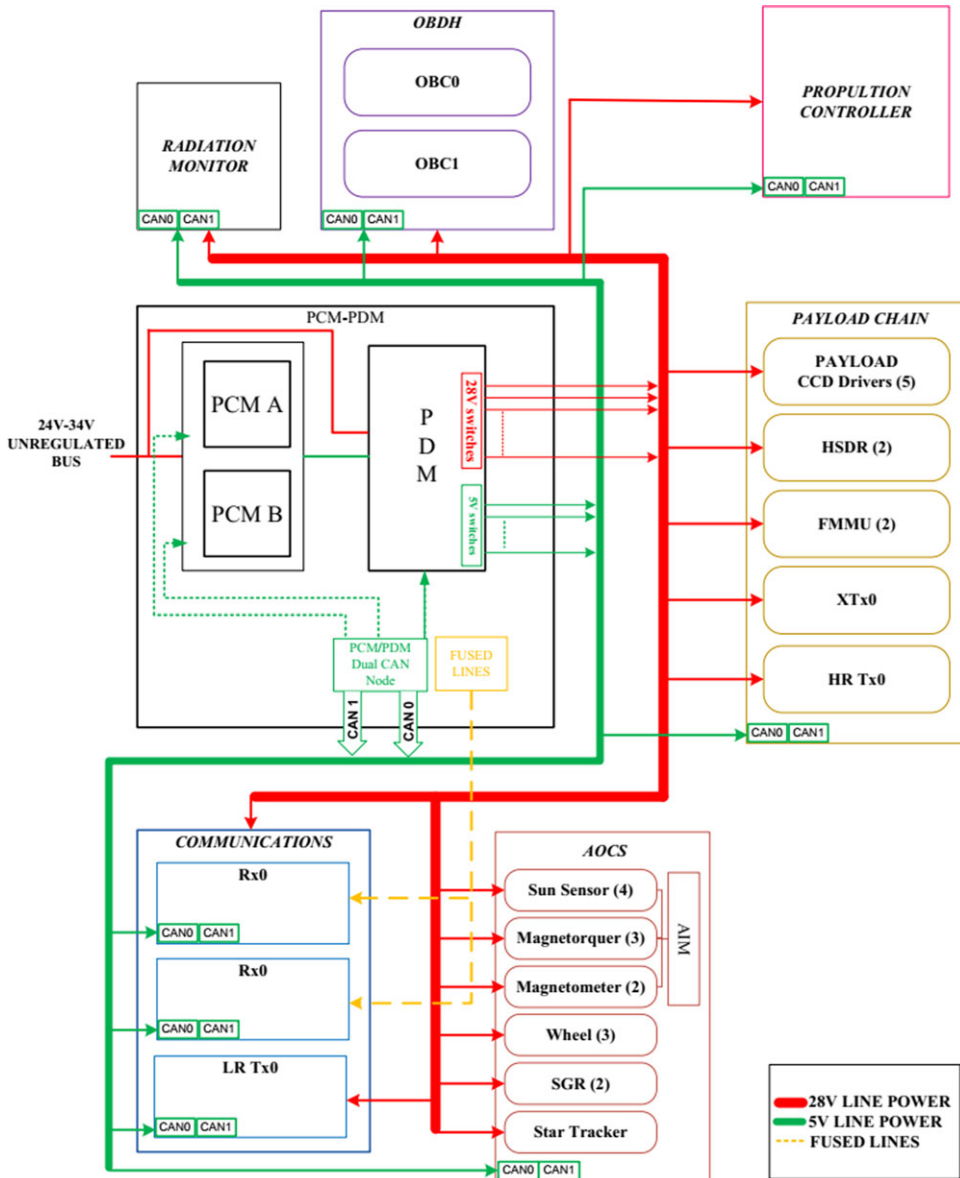 OBDH
OBC0
OBC1
CAN0 CAN1
RADIATION
MONITOR
CAN0 CAN1
PROPULTION
CONTROLLER
CAN0 CAN1
PCM-PDM
PCM A
PCM B
24V-34V
UNREGULATED
BUS
P
D
M
28V switches
5V switches
PCM/PDM
Dual CAN
Node
FUSED
LINES
CAN 1
CAN 0
PAYLOAD CHAIN
PAYLOAD
CCD Drivers (5)
HSDR (2)
FMMU (2)
XTx0
HR Tx0
CAN0 CAN1
COMMUNICATIONS
Rx0
CAN0 CAN1
Rx0
CAN0 CAN1
LR Tx0
CAN0 CAN1
AOCS
Sun Sensor (4)
Magnetorquer (3)
Magnetometer (2)
AIM
Wheel (3)
SGR (2)
Star Tracker
CAN0 CAN1
28V LINE POWER
5V LINE POWER
FUSED LINES